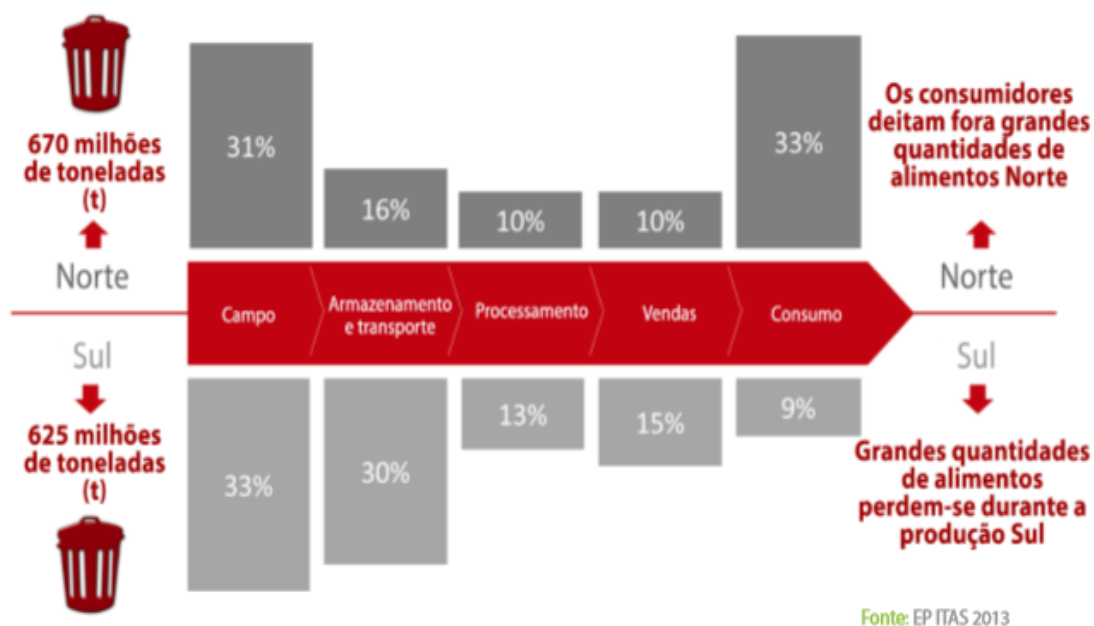 670 milhões
de toneladas
(t)
Norte
31%
16%
10%
10%
33%
Os consumidores
deitam fora grandes
quantidades de
alimentos Norte
Norte
Campo
Armazenamento
e transporte
Processamento
Vendas
Consumo
Sul
625 milhões
de toneladas
(t)
33%
30%
13%
15%
9%
Sul
Grandes quantidades
de alimentos
perdem-se durante a
produção Sul
Fonte: EP ITAS 2013